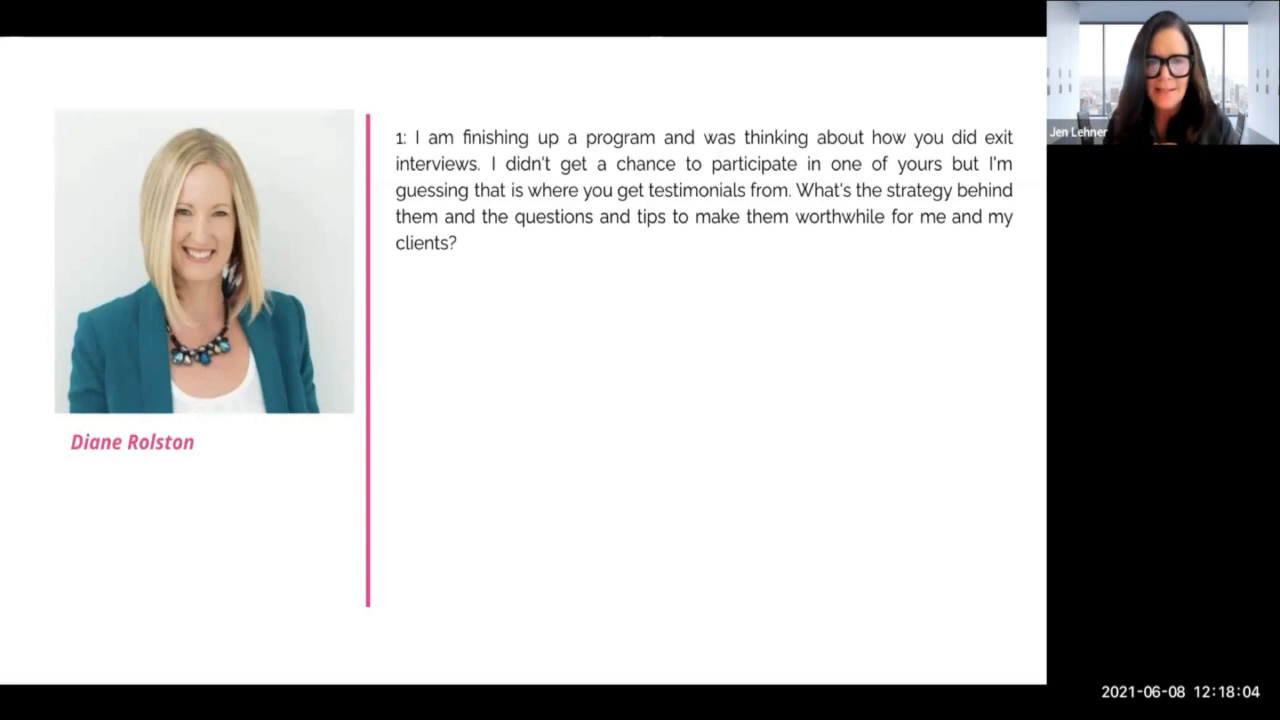 1: I am finishing up a program and was thinking about how you did exit
interviews. I didn't get a chance to participate in one of yours but I'm
guessing that is where you get testimonials from. What's the strategy behind
them and the questions and tips to make them worthwhile for me and my
clients?
Diane Rolston
Jen Lehner
2021-06-08 12:18:04